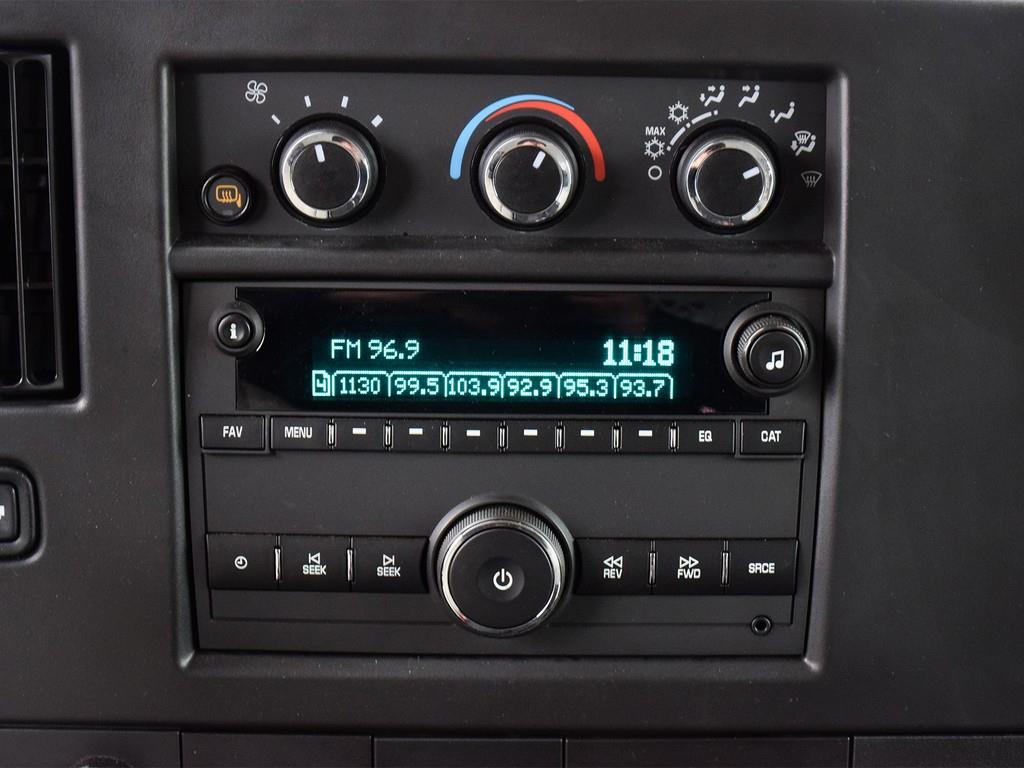 MAX
i
FM 96.9 11:18
4 1130 99.5 103.9 92.9 95.3 93.7
FAV MENU EQ CAT
SEEK SEEK REV FWD SRCE